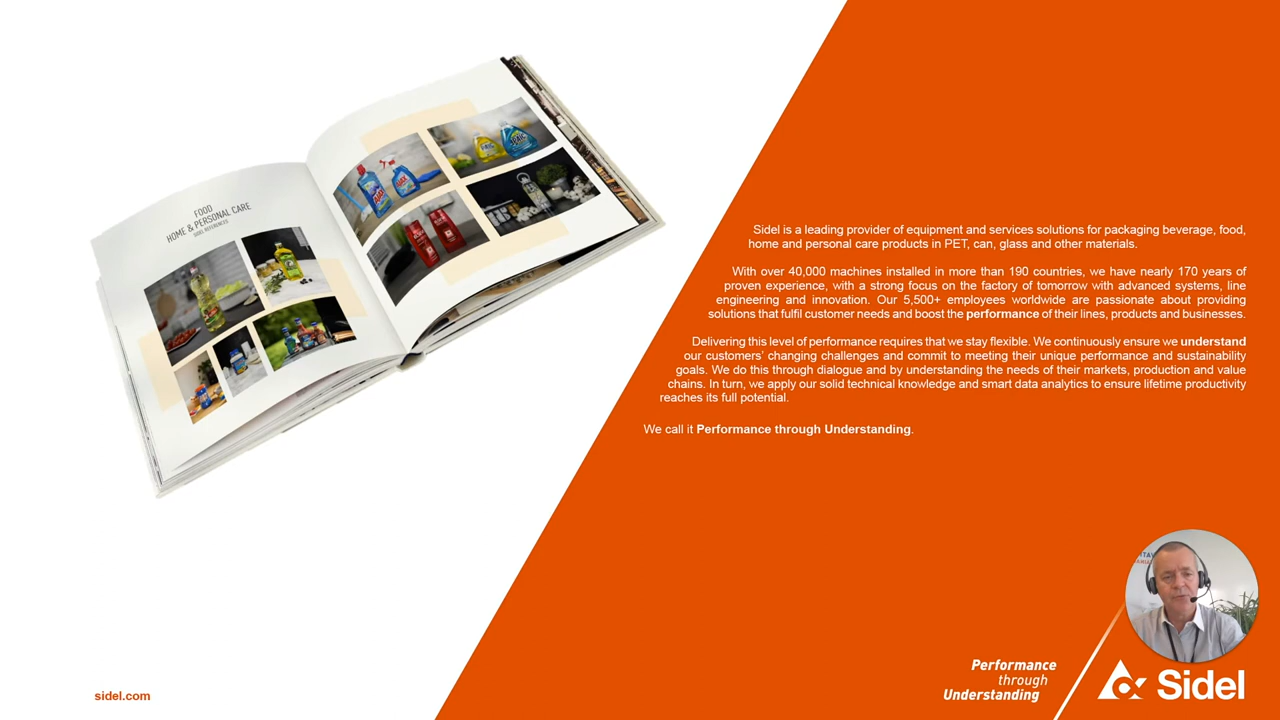 FOOD
HOME & PERSONAL CARE
SIDEL REFERENCES
AJAX
AJAX
PAIC
PAIC
Sidel is a leading provider of equipment and services solutions for packaging beverage, food,
home and personal care products in PET, can, glass and other materials.
With over 40,000 machines installed in more than 190 countries, we have nearly 170 years of
proven experience, with a strong focus on the factory of tomorrow with advanced systems, line
engineering and innovation. Our 5,500+ employees worldwide are passionate about providing
solutions that fulfil customer needs and boost the performance of their lines, products and businesses.
Delivering this level of performance requires that we stay flexible. We continuously ensure we understand
our customers’ changing challenges and commit to meeting their unique performance and sustainability
goals. We do this through dialogue and by understanding the needs of their markets, production and value
chains. In turn, we apply our solid technical knowledge and smart data analytics to ensure lifetime productivity
reaches its full potential.
We call it Performance through Understanding.
Performance
through
Understanding
Sidel
sidel.com